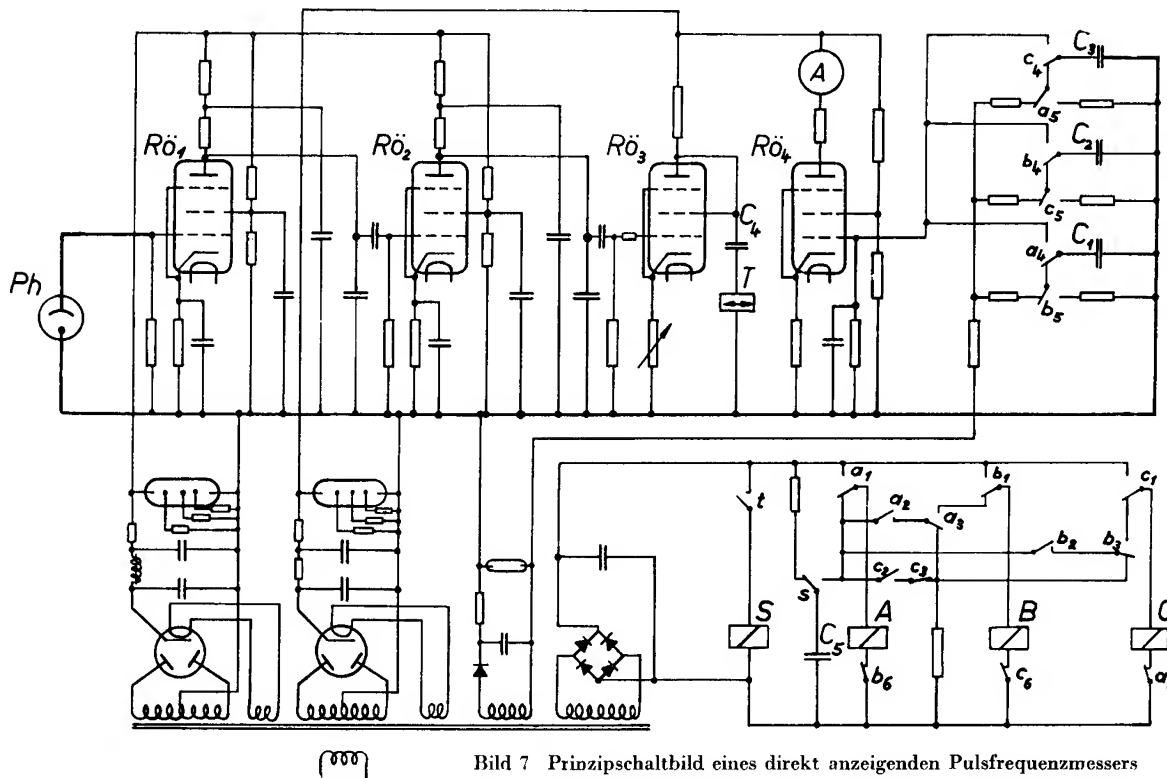 C₃
c₄
A
a₅
Rö₁
Rö₂
Rö₃
Rö₄
C₂
b₄
c₅
C₄
C₁
a₄
T
Ph
b₅
a₁
b₁
c₁
t
a₂
a₃
b₂
b₃
c₂
c₃
s
S
A
B
C
C₅
b₆
c₆
a
Bild 7 Prinzipschaltbild eines direkt anzeigenden Pulsfrequenzmessers